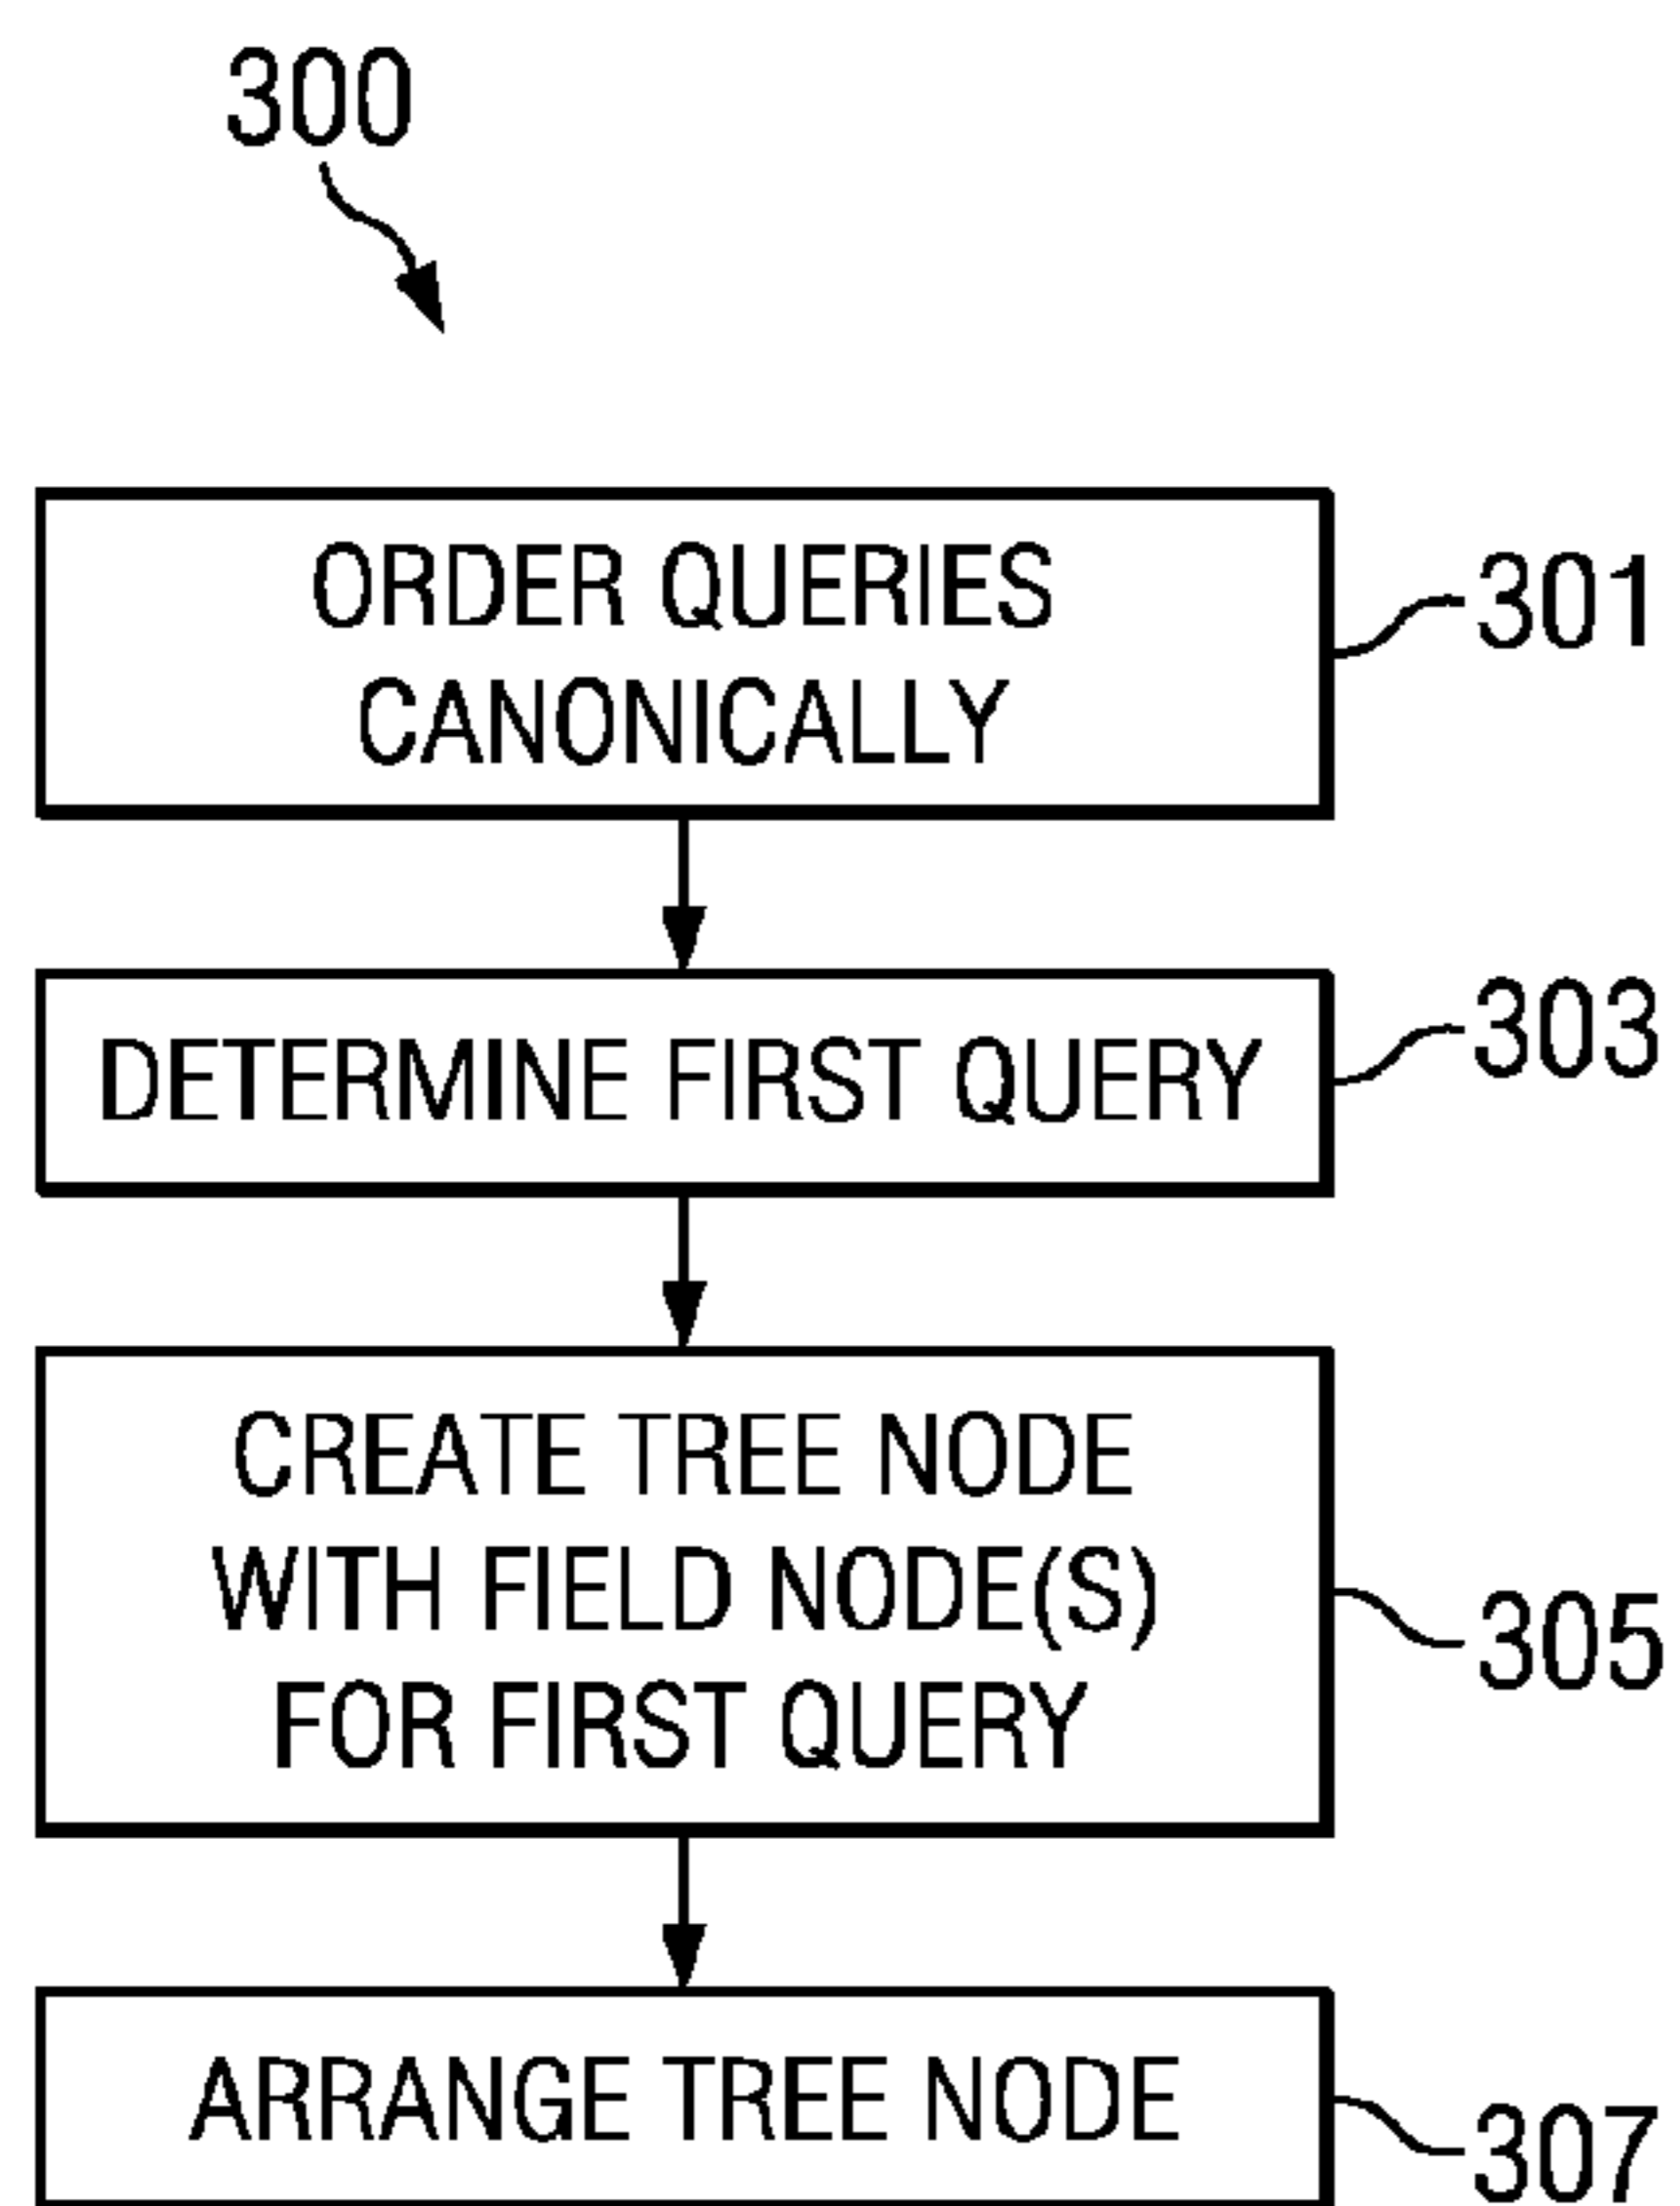 300
ORDER QUERIES
CANONICALLY
301
DETERMINE FIRST QUERY
303
CREATE TREE NODE
WITH FIELD NODE(S)
FOR FIRST QUERY
305
ARRANGE TREE NODE
307